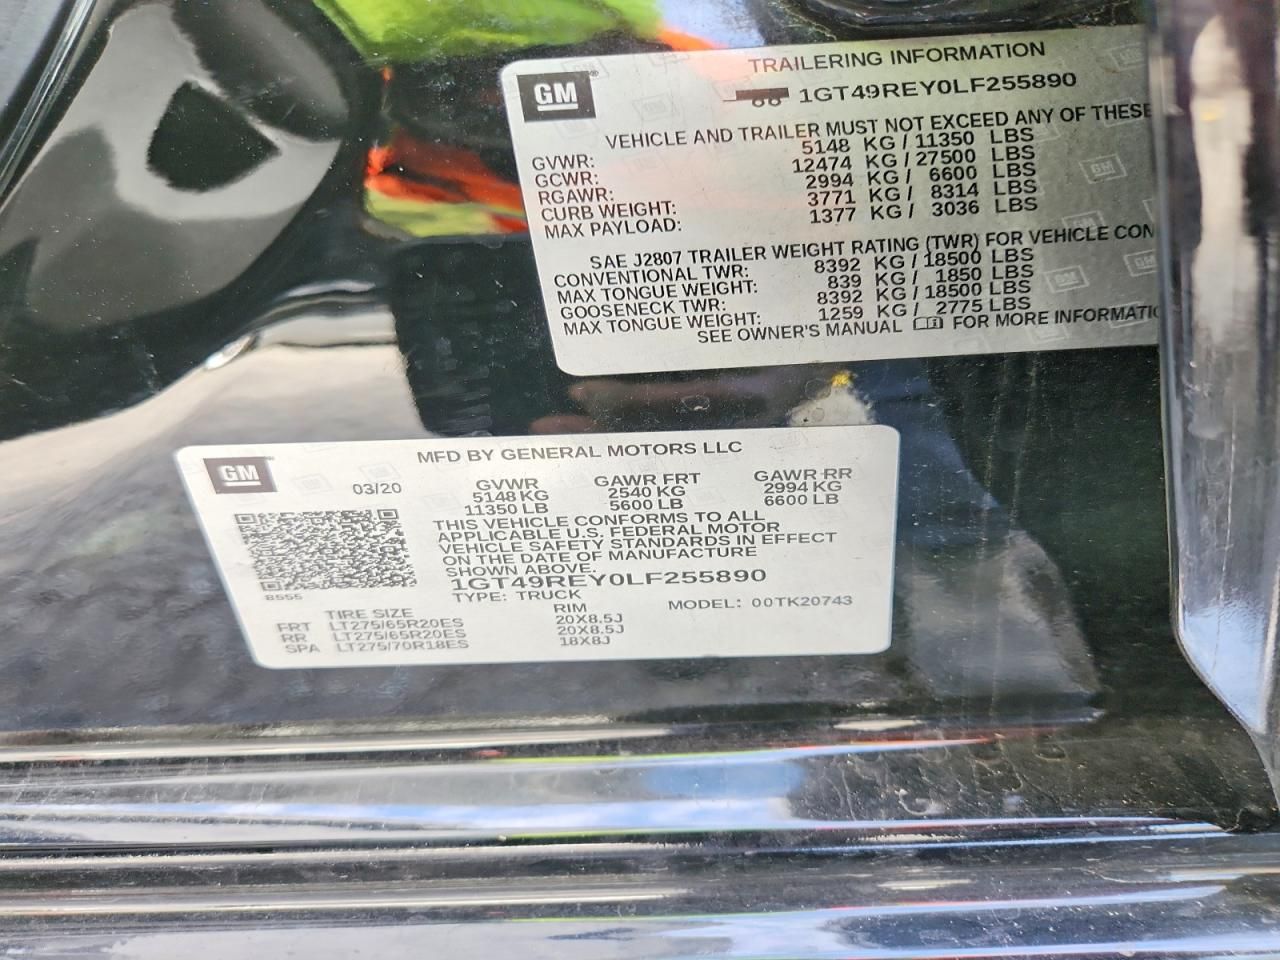 GM
TRAILERING INFORMATION
1GT49REY0LF255890
VEHICLE AND TRAILER MUST NOT EXCEED ANY OF THESE
GVWR: 5148 KG / 11350 LBS
GCWR: 12474 KG / 27500 LBS
RGAWR: 2994 KG / 6600 LBS
CURB WEIGHT: 3771 KG / 8314 LBS
MAX PAYLOAD: 1377 KG / 3036 LBS
SAE J2807 TRAILER WEIGHT RATING (TWR) FOR VEHICLE CON
CONVENTIONAL TWR: 8392 KG / 18500 LBS
MAX TONGUE WEIGHT: 839 KG / 1850 LBS
GOOSENECK TWR: 8392 KG / 18500 LBS
MAX TONGUE WEIGHT: 1259 KG / 2775 LBS
SEE OWNER'S MANUAL FOR MORE INFORMATIO
GM
MFD BY GENERAL MOTORS LLC
03/20
GVWR GAWR FRT GAWR RR
5148 KG 2540 KG 2994 KG
11350 LB 5600 LB 6600 LB
THIS VEHICLE CONFORMS TO ALL
APPLICABLE U.S. FEDERAL MOTOR
VEHICLE SAFETY STANDARDS IN EFFECT
ON THE DATE OF MANUFACTURE
SHOWN ABOVE.
1GT49REY0LF255890
8555
TYPE: TRUCK MODEL: 00TK20743
TIRE SIZE RIM
FRT LT275/65R20ES 20X8.5J
RR LT275/65R20ES 20X8.5J
SPA LT275/70R18ES 18X8J